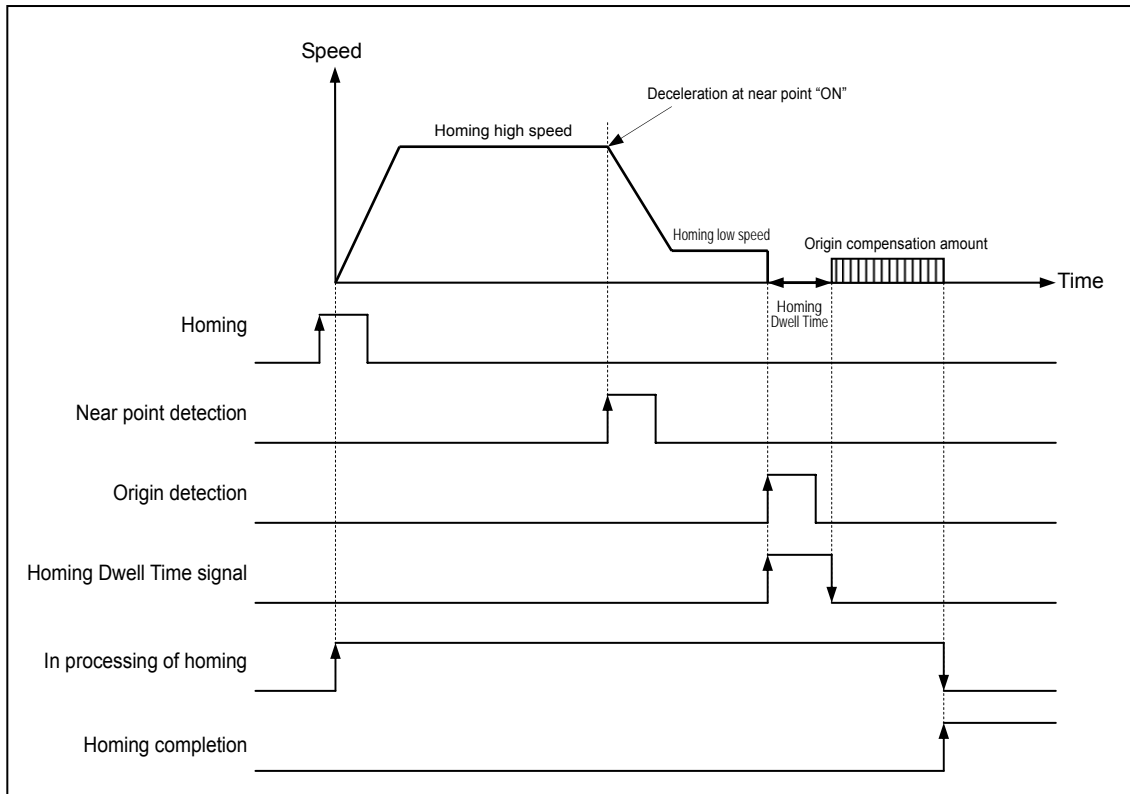 Speed
Deceleration at near point “ON”
Homing high speed
Homing low speed
Origin compensation amount
Time
Homing
Dwell Time
Homing
Near point detection
Origin detection
Homing Dwell Time signal
In processing of homing
Homing completion